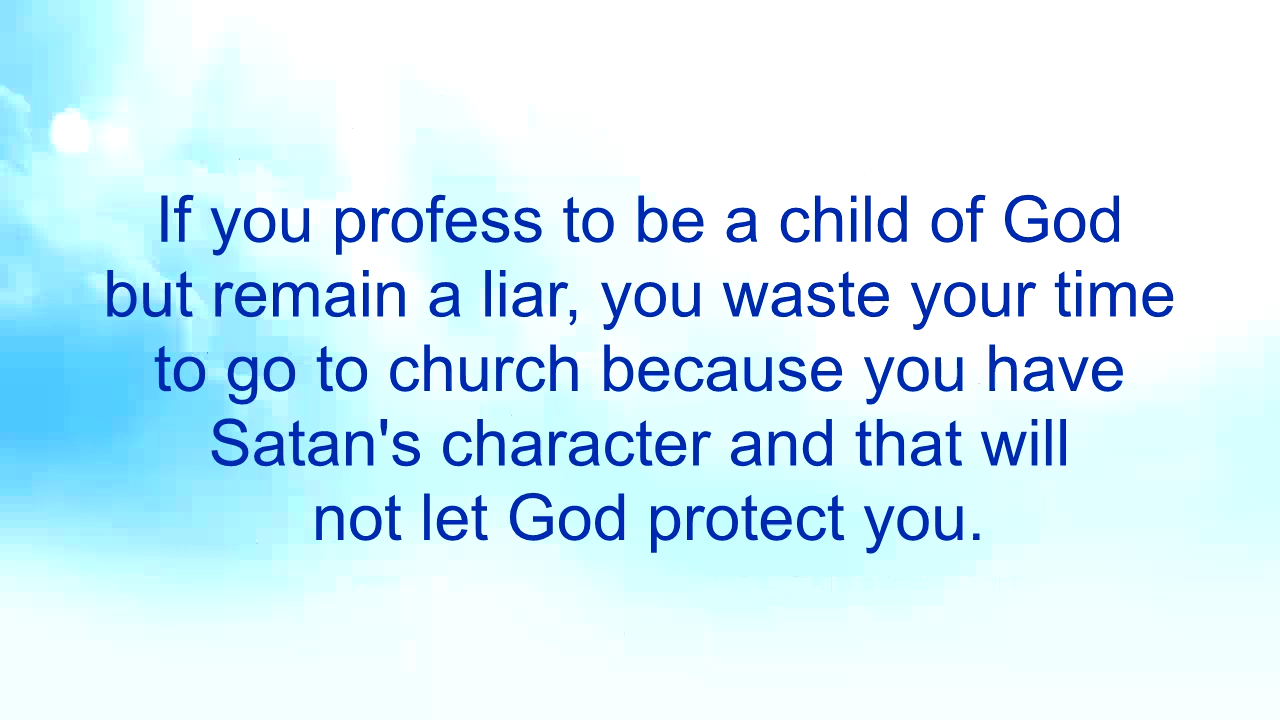 If you profess to be a child of God
but remain a liar, you waste your time
to go to church because you have
Satan's character and that will
not let God protect you.